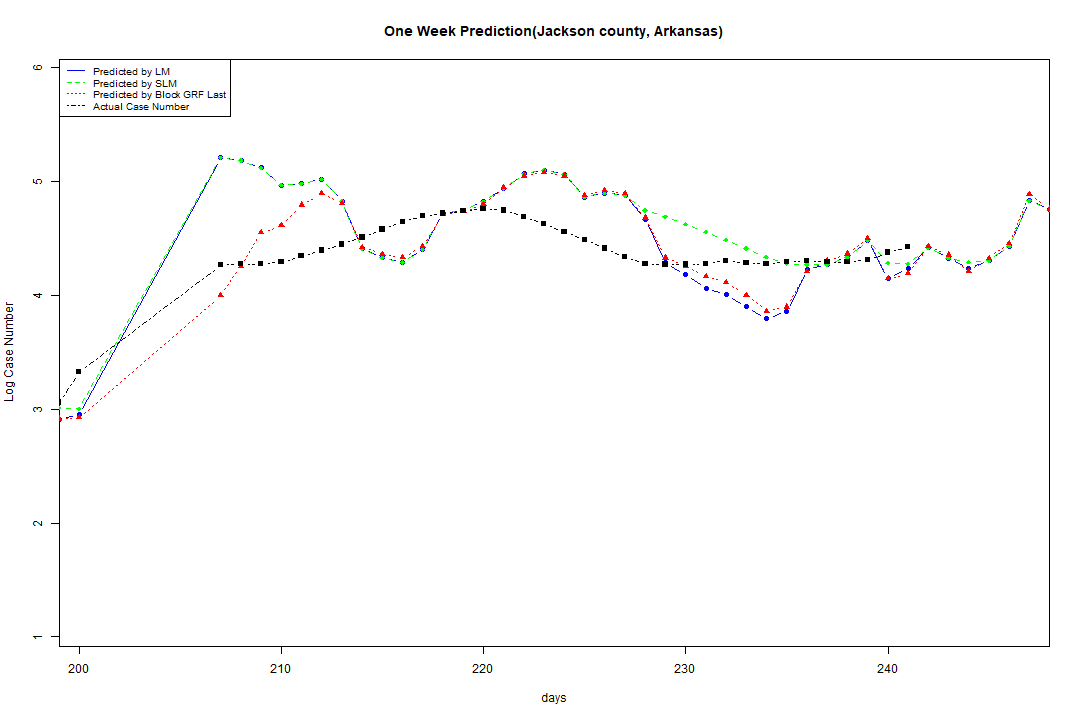 One Week Prediction(Jackson county, Arkansas)
Predicted by LM
Predicted by SLM
Predicted by Block GRF Last
Actual Case Number
6
5
4
3
2
1
Log Case Number
200 210 220 230 240
days